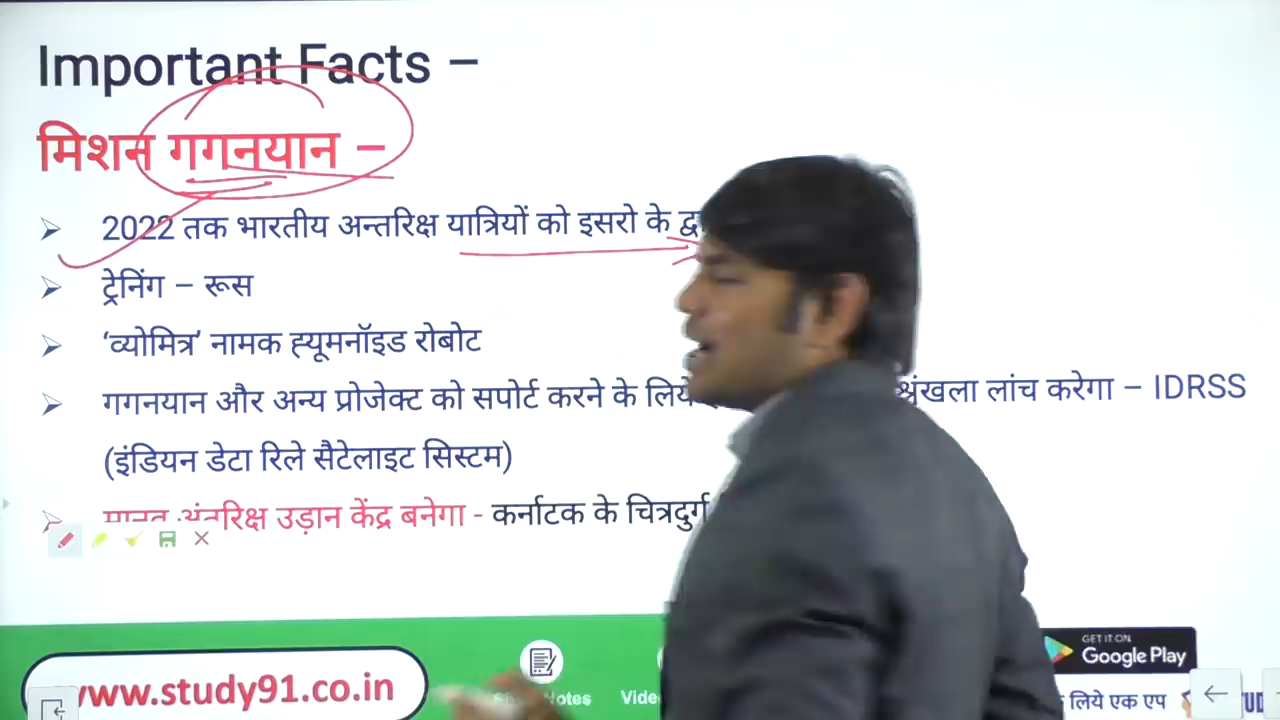 Important Facts –
मिशन गगनयान –
2022 तक भारतीय अन्तरिक्ष यात्रियों को इसरो के
ट्रेनिंग – रूस
‘व्योमित्र’ नामक ह्यूमनॉइड रोबोट
गगनयान और अन्य प्रोजेक्ट को सपोर्ट करने के लिये श्रंखला लांच करेगा – IDRSS
(इंडियन डेटा रिले सैटेलाइट सिस्टम)
मानव अंतरिक्ष उड़ान केंद्र बनेगा - कर्नाटक के चित्रदुर्ग
www.study91.co.in
Notes
GET IT ON
Google Play
लिये एक एप